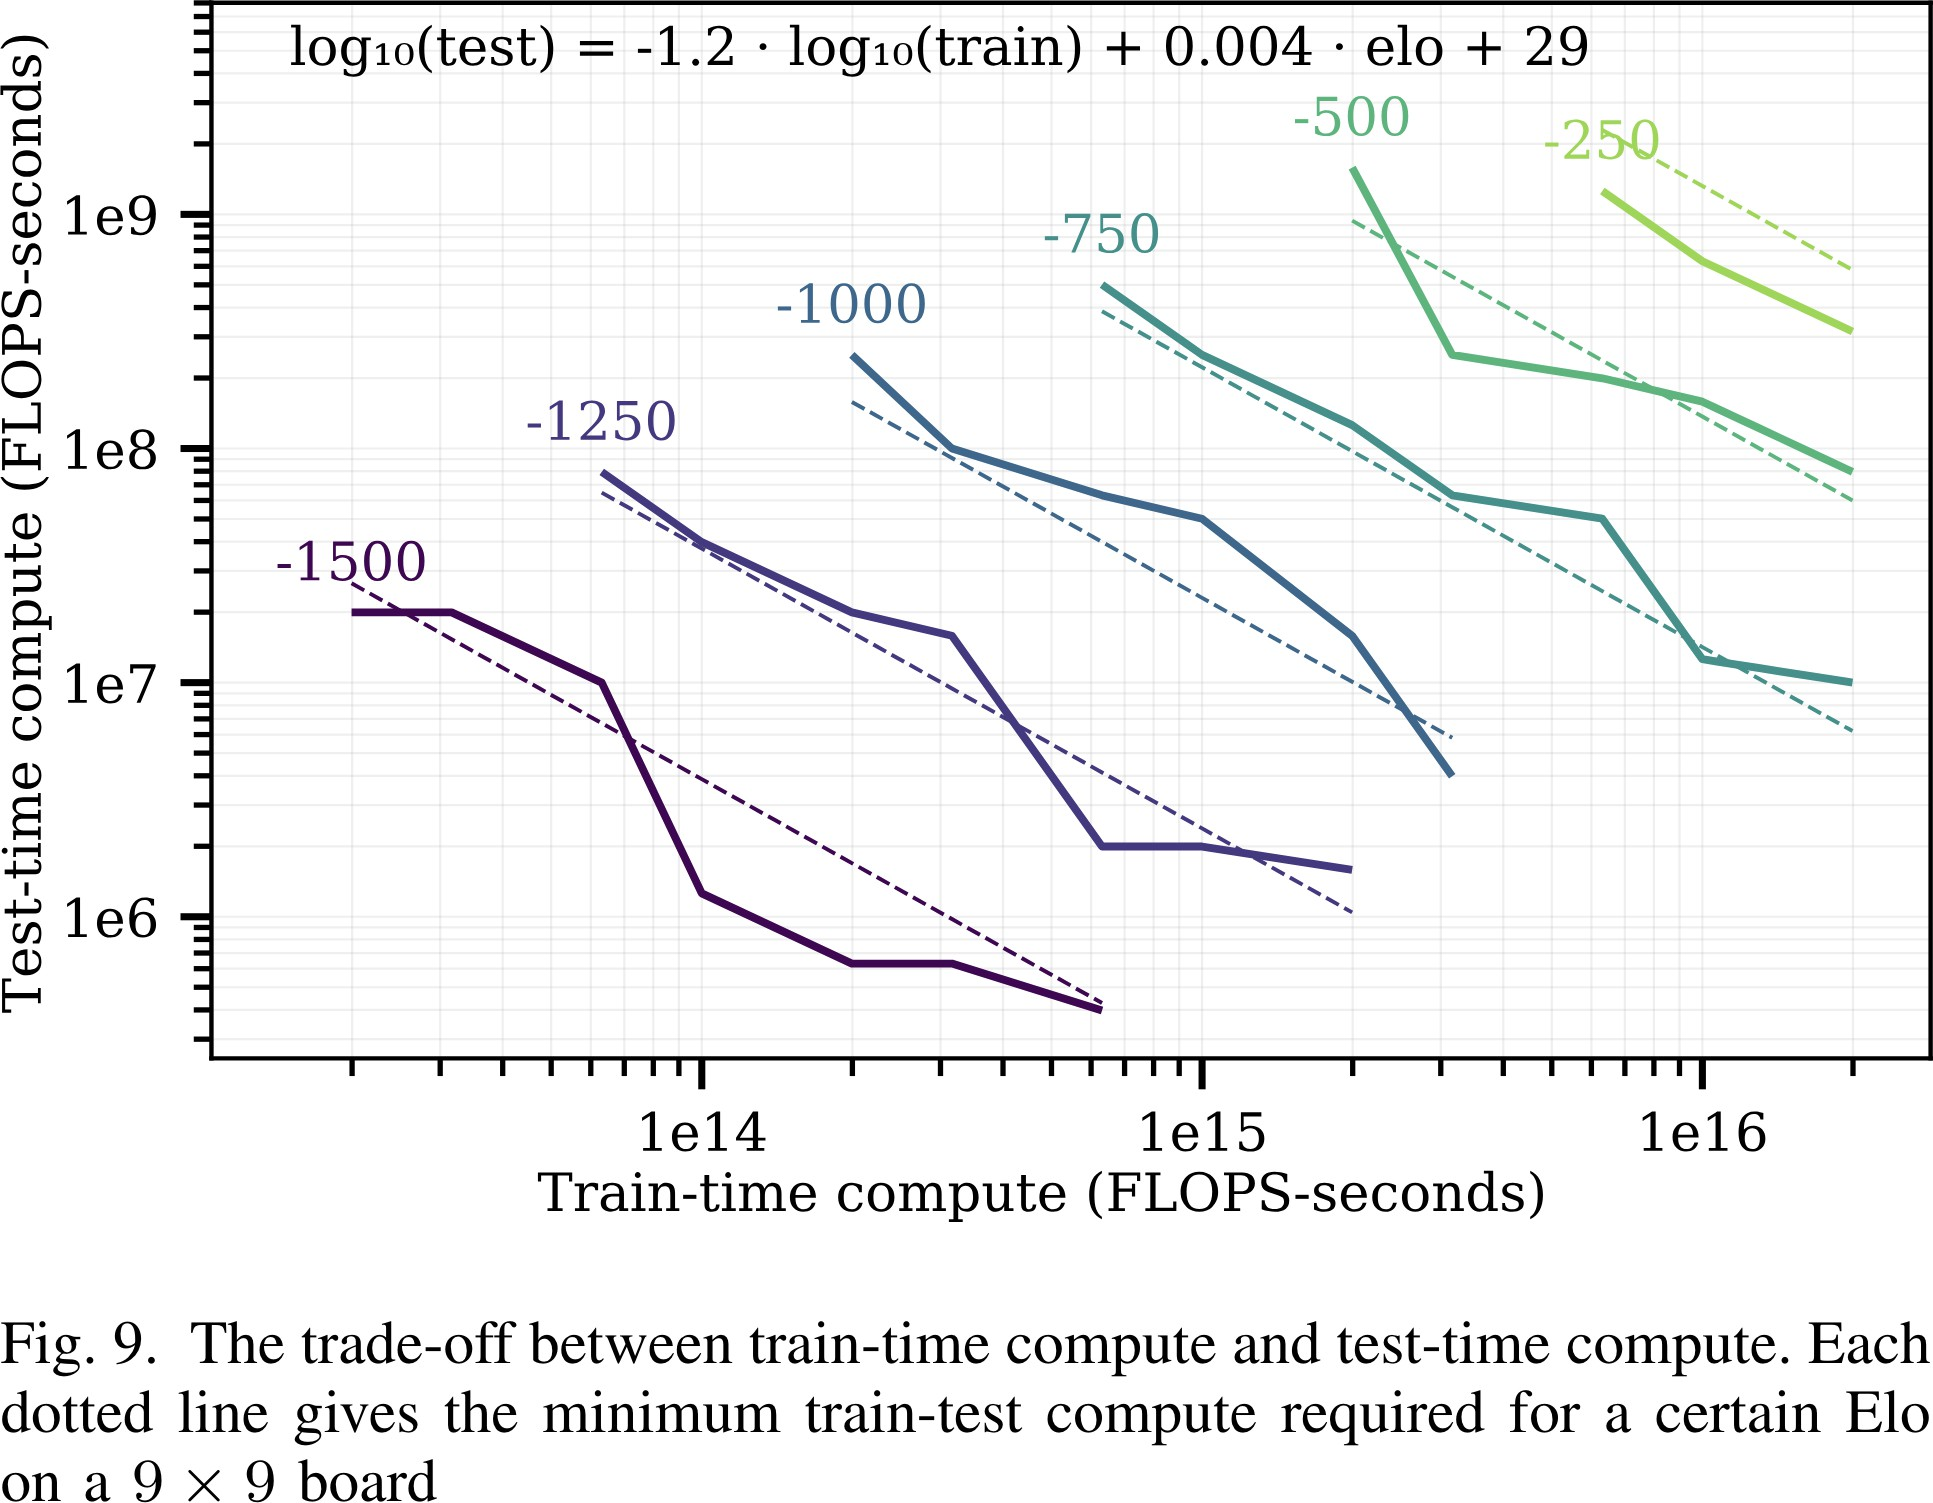 log₁₀(test) = -1.2 · log₁₀(train) + 0.004 · elo + 29
-500
-250
-750
-1000
-1250
-1500
Test-time compute (FLOPS-seconds)
1e9
1e8
1e7
1e6
1e14 1e15 1e16
Train-time compute (FLOPS-seconds)
Fig. 9. The trade-off between train-time compute and test-time compute. Each
dotted line gives the minimum train-test compute required for a certain Elo
on a 9 × 9 board